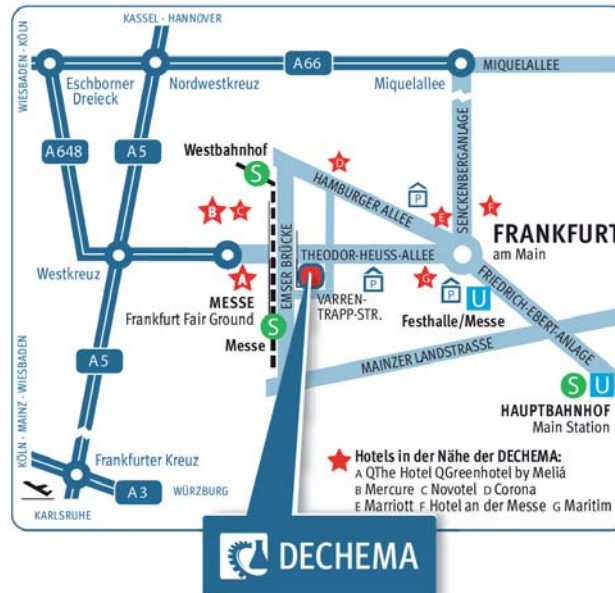 KASSEL - HANNOVER
WIESBADEN - KÖLN
Eschborner
Dreieck
Nordwestkreuz
A66
Miquelallee
MIQUELALLEE
A648
A5
Westbahnhof
S
D
HAMBURGER ALLEE
SENCKENBERGANLAGE
P
E
F
B
C
FRANKFURT
am Main
Westkreuz
A
EMSER BRÜCKE
THEODOR-HEUSS-ALLEE
P
G
P
U
FRIEDRICH-EBERT-ANLAGE
MESSE
Frankfurt Fair Ground
VARREN-
TRAPP-STR.
Festhalle/Messe
S
Messe
A5
MAINZER LANDSTRASSE
S U
HAUPTBAHNHOF
Main Station
KÖLN - MAINZ - WIESBADEN
Frankfurter Kreuz
A3
WÜRZBURG
KARLSRUHE
Hotels in der Nähe der DECHEMA:
A QThe Hotel QGreenhotel by Meliá
B Mercure C Novotel D Corona
E Marriott F Hotel an der Messe G Maritim
DECHEMA